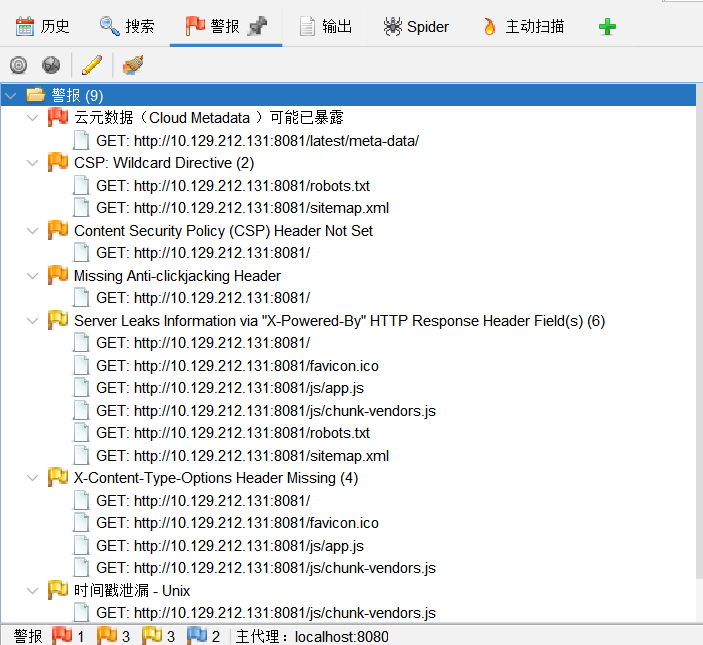 历史 搜索 警报 输出 Spider 主动扫描
警报 (9)
云元数据（Cloud Metadata ）可能已暴露
GET: http://10.129.212.131:8081/latest/meta-data/
CSP: Wildcard Directive (2)
GET: http://10.129.212.131:8081/robots.txt
GET: http://10.129.212.131:8081/sitemap.xml
Content Security Policy (CSP) Header Not Set
GET: http://10.129.212.131:8081/
Missing Anti-clickjacking Header
GET: http://10.129.212.131:8081/
Server Leaks Information via "X-Powered-By" HTTP Response Header Field(s) (6)
GET: http://10.129.212.131:8081/
GET: http://10.129.212.131:8081/favicon.ico
GET: http://10.129.212.131:8081/js/app.js
GET: http://10.129.212.131:8081/js/chunk-vendors.js
GET: http://10.129.212.131:8081/robots.txt
GET: http://10.129.212.131:8081/sitemap.xml
X-Content-Type-Options Header Missing (4)
GET: http://10.129.212.131:8081/
GET: http://10.129.212.131:8081/favicon.ico
GET: http://10.129.212.131:8081/js/app.js
GET: http://10.129.212.131:8081/js/chunk-vendors.js
时间戳泄漏 - Unix
GET: http://10.129.212.131:8081/js/chunk-vendors.js
警报 1 3 3 2 主代理：localhost:8080